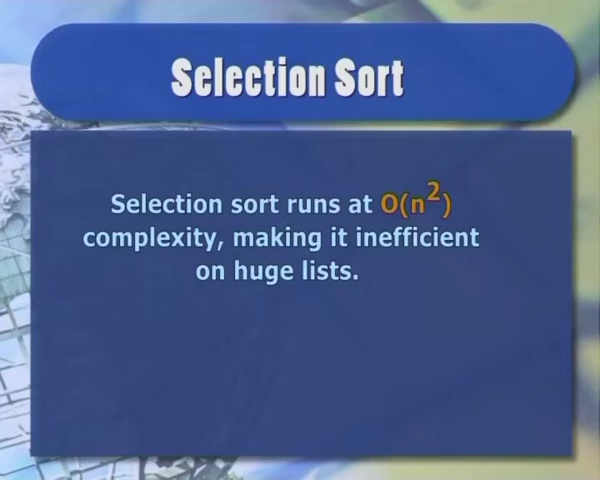 Selection Sort
Selection sort runs at O(n²)
complexity, making it inefficient
on huge lists.